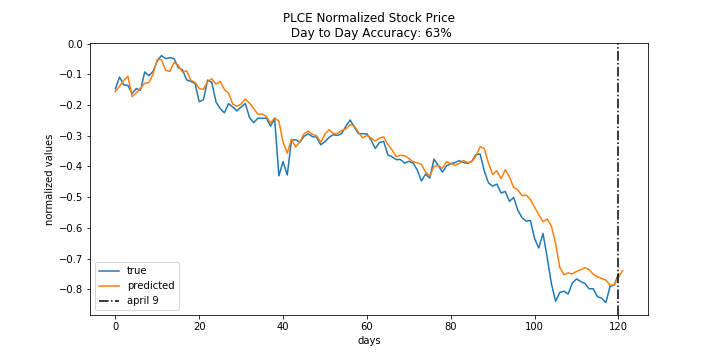 PLCE Normalized Stock Price
Day to Day Accuracy: 63%
normalized values
0.0
−0.1
−0.2
−0.3
−0.4
−0.5
−0.6
−0.7
−0.8
true
predicted
april 9
0 20 40 60 80 100 120
days